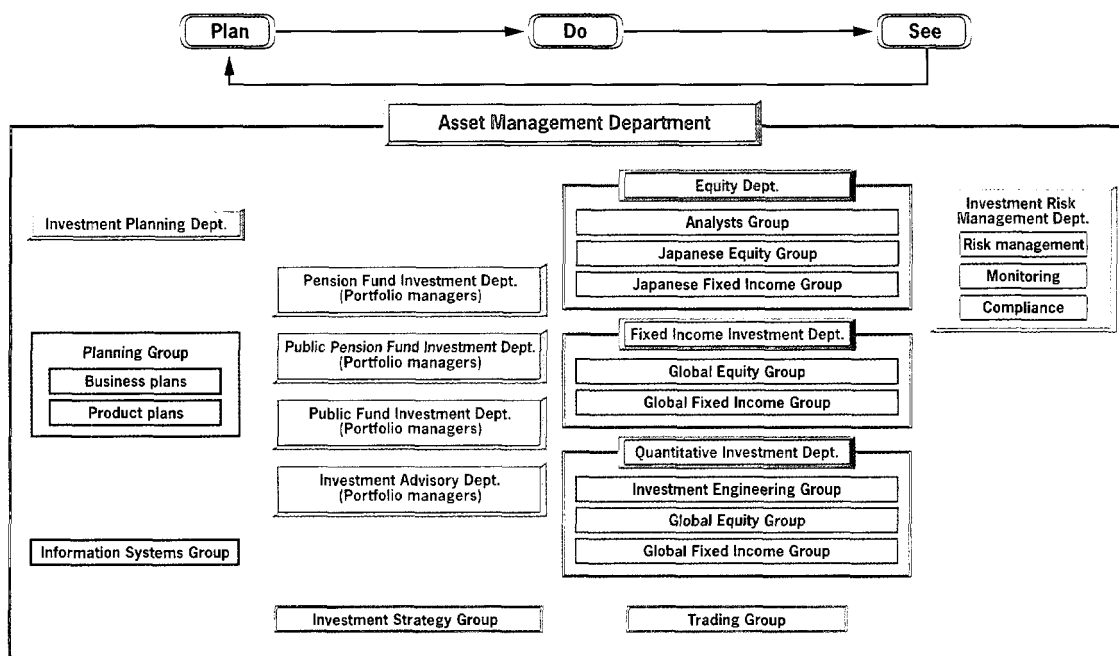 Plan
Do
See
Asset Management Department
Investment Planning Dept.
Planning Group
Business plans
Product plans
Information Systems Group
Pension Fund Investment Dept.
(Portfolio managers)
Public Pension Fund Investment Dept.
(Portfolio managers)
Public Fund Investment Dept.
(Portfolio managers)
Investment Advisory Dept.
(Portfolio managers)
Investment Strategy Group
Equity Dept.
Analysts Group
Japanese Equity Group
Japanese Fixed Income Group
Fixed Income Investment Dept.
Global Equity Group
Global Fixed Income Group
Quantitative Investment Dept.
Investment Engineering Group
Global Equity Group
Global Fixed Income Group
Trading Group
Investment Risk
Management Dept.
Risk management
Monitoring
Compliance